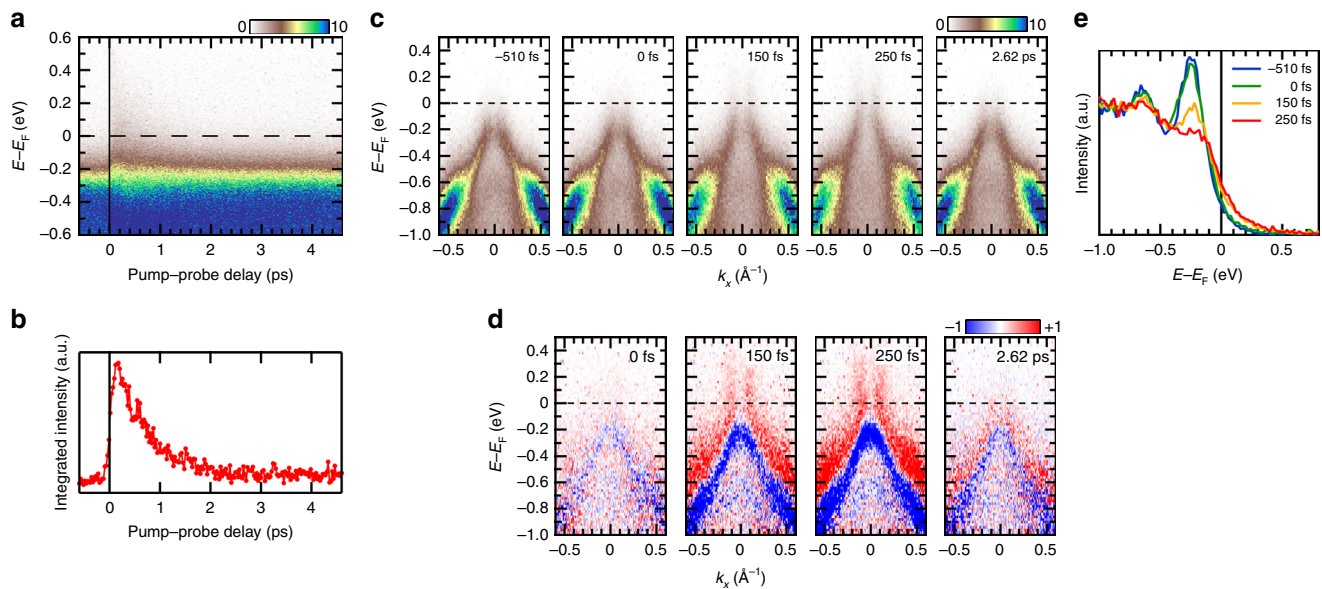 a
0 10
E–E_F (eV)
0.6
0.4
0.2
0
−0.2
−0.4
−0.6
0 1 2 3 4
Pump–probe delay (ps)
b
Integrated intensity (a.u.)
0 1 2 3 4
Pump–probe delay (ps)
c
0 10
E–E_F (eV)
0.4
0.2
0
−0.2
−0.4
−0.6
−0.8
−1.0
−510 fs 0 fs 150 fs 250 fs 2.62 ps
−0.5 0 0.5 −0.5 0 0.5 −0.5 0 0.5 −0.5 0 0.5 −0.5 0 0.5
k_x (Å⁻¹)
d
−1 +1
E–E_F (eV)
0.4
0.2
0
−0.2
−0.4
−0.6
−0.8
−1.0
0 fs 150 fs 250 fs 2.62 ps
−0.5 0 0.5 −0.5 0 0.5 −0.5 0 0.5 −0.5 0 0.5
k_x (Å⁻¹)
e
Intensity (a.u.)
−510 fs
0 fs
150 fs
250 fs
-1.0 −0.5 0 0.5
E–E_F (eV)